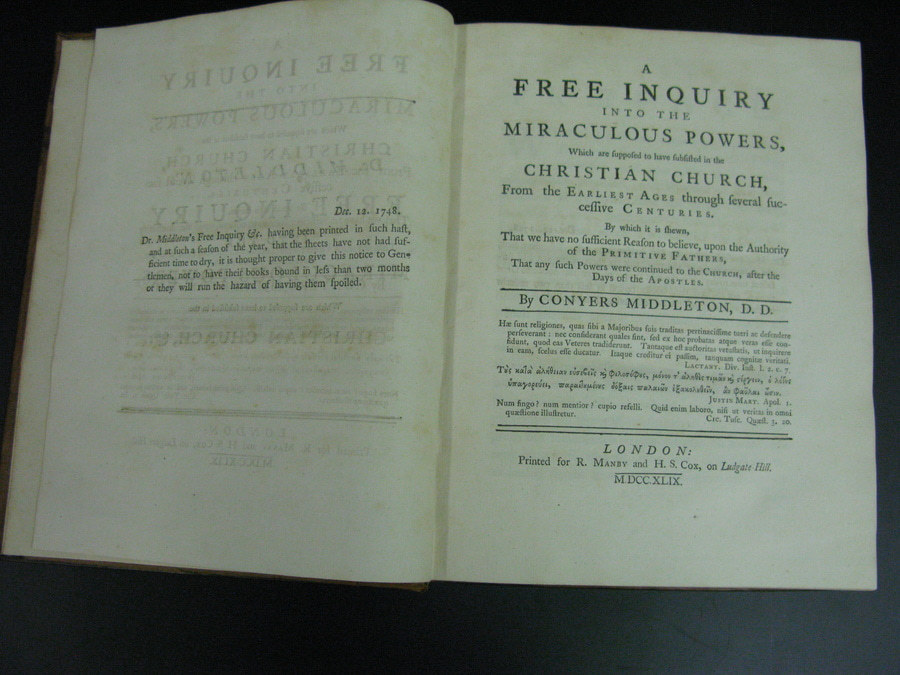 Dec. 12. 1748.
Dr. Middleton's Free Inquiry &c. having been printed in such haſt,
and at such a ſeaſon of the year, that the ſheets have not had ſuf-
ficient time to dry, it is thought proper to give this notice to Gen-
tlemen, not to have their books bound in leſs than two months
or they will run the hazard of having them ſpoiled.
A
FREE INQUIRY
INTO THE
MIRACULOUS POWERS,
Which are ſuppoſed to have ſubſiſted in the
CHRISTIAN CHURCH,
From the EARLIEST AGES through ſeveral ſuc-
ceſſive CENTURIES.
By which it is ſhewn,
That we have no ſufficient Reaſon to believe, upon the Authority
of the PRIMITIVE FATHERS,
That any ſuch Powers were continued to the CHURCH, after the
Days of the APOSTLES.
By CONYERS MIDDLETON, D. D.
Hæ ſunt religiones, quas ſibi a Majoribus ſuis traditas pertinaciſſime tueri ac defendere
perſeverant: nec conſiderant quales ſint, ſed ex hoc probatas atque veras eſſe con-
fidunt, quod eas Veteres tradiderunt. Tantaque eſt auctoritas vetuſtatis, ut inquirere
in eam, ſcelus eſſe ducatur. Itaque creditur ei paſſim, tanquam cognitæ veritati.
LACTANT. Div. Inſt. l. 2. c. 7.
Τοὺς κατὰ ἀλήθειαν εὐσεβεῖς καὶ φιλοσόφους, μόνον τ' ἀληθὲς τιμᾶν καὶ στέργειν, ὁ λόγος
ὑπαγορεύει, παραιτουμένους δόξαις παλαιῶν ἐξακολουθεῖν, ἂν φαῦλαι ὦσιν.
JUSTIN MART. Apol. 1.
Num fingo? num mentior? cupio refelli. Quid enim laboro, niſi ut veritas in omni
quæſtione illuſtretur.
CIC. Tuſc. Quæſt. 3. 20.
LONDON:
Printed for R. MANBY and H. S. COX, on Ludgate Hill.
M.DCC.XLIX.